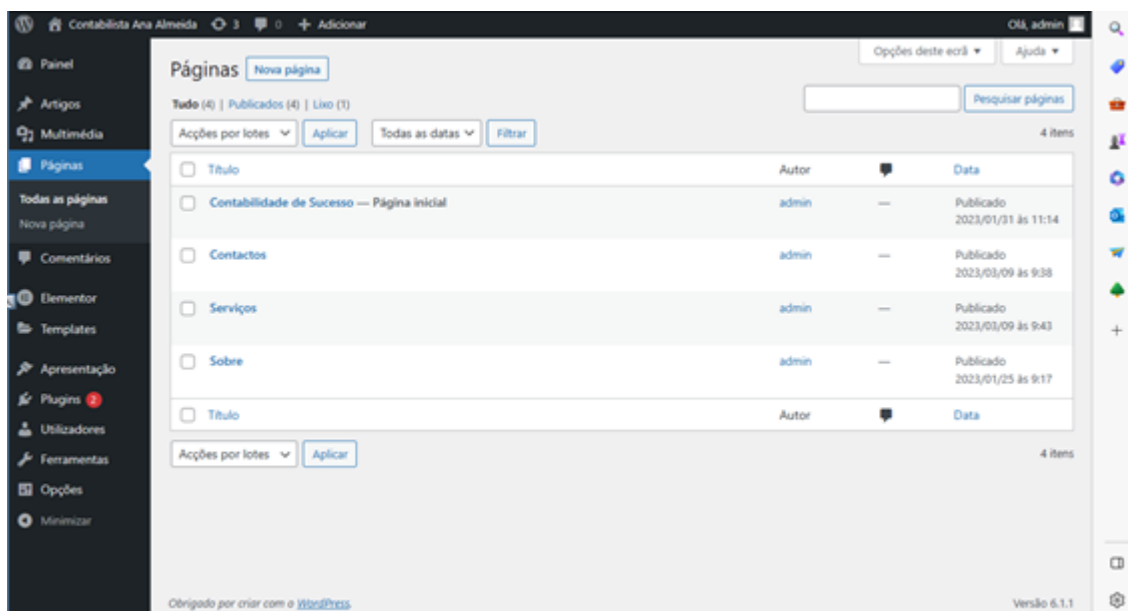 Contabilista Ana Almeida 3 0 + Adicionar Olá, admin
Painel
Artigos
Multimédia
Páginas
Todas as páginas
Nova página
Comentários
Elementor
Templates
Apresentação
Plugins 2
Utilizadores
Ferramentas
Opções
Minimizar
Opções deste ecrã Ajuda
Páginas Nova página
Tudo (4) | Publicados (4) | Lixo (1) Pesquisar páginas
Acções por lotes Aplicar Todas as datas Filtrar 4 itens
Título Autor Data
Contabilidade de Sucesso — Página inicial admin — Publicado
2023/01/31 às 11:14
Contactos admin — Publicado
2023/03/09 às 9:38
Serviços admin — Publicado
2023/03/09 às 9:43
Sobre admin — Publicado
2023/01/25 às 9:17
Título Autor Data
Acções por lotes Aplicar 4 itens
Obrigado por criar com o WordPress. Versão 6.1.1